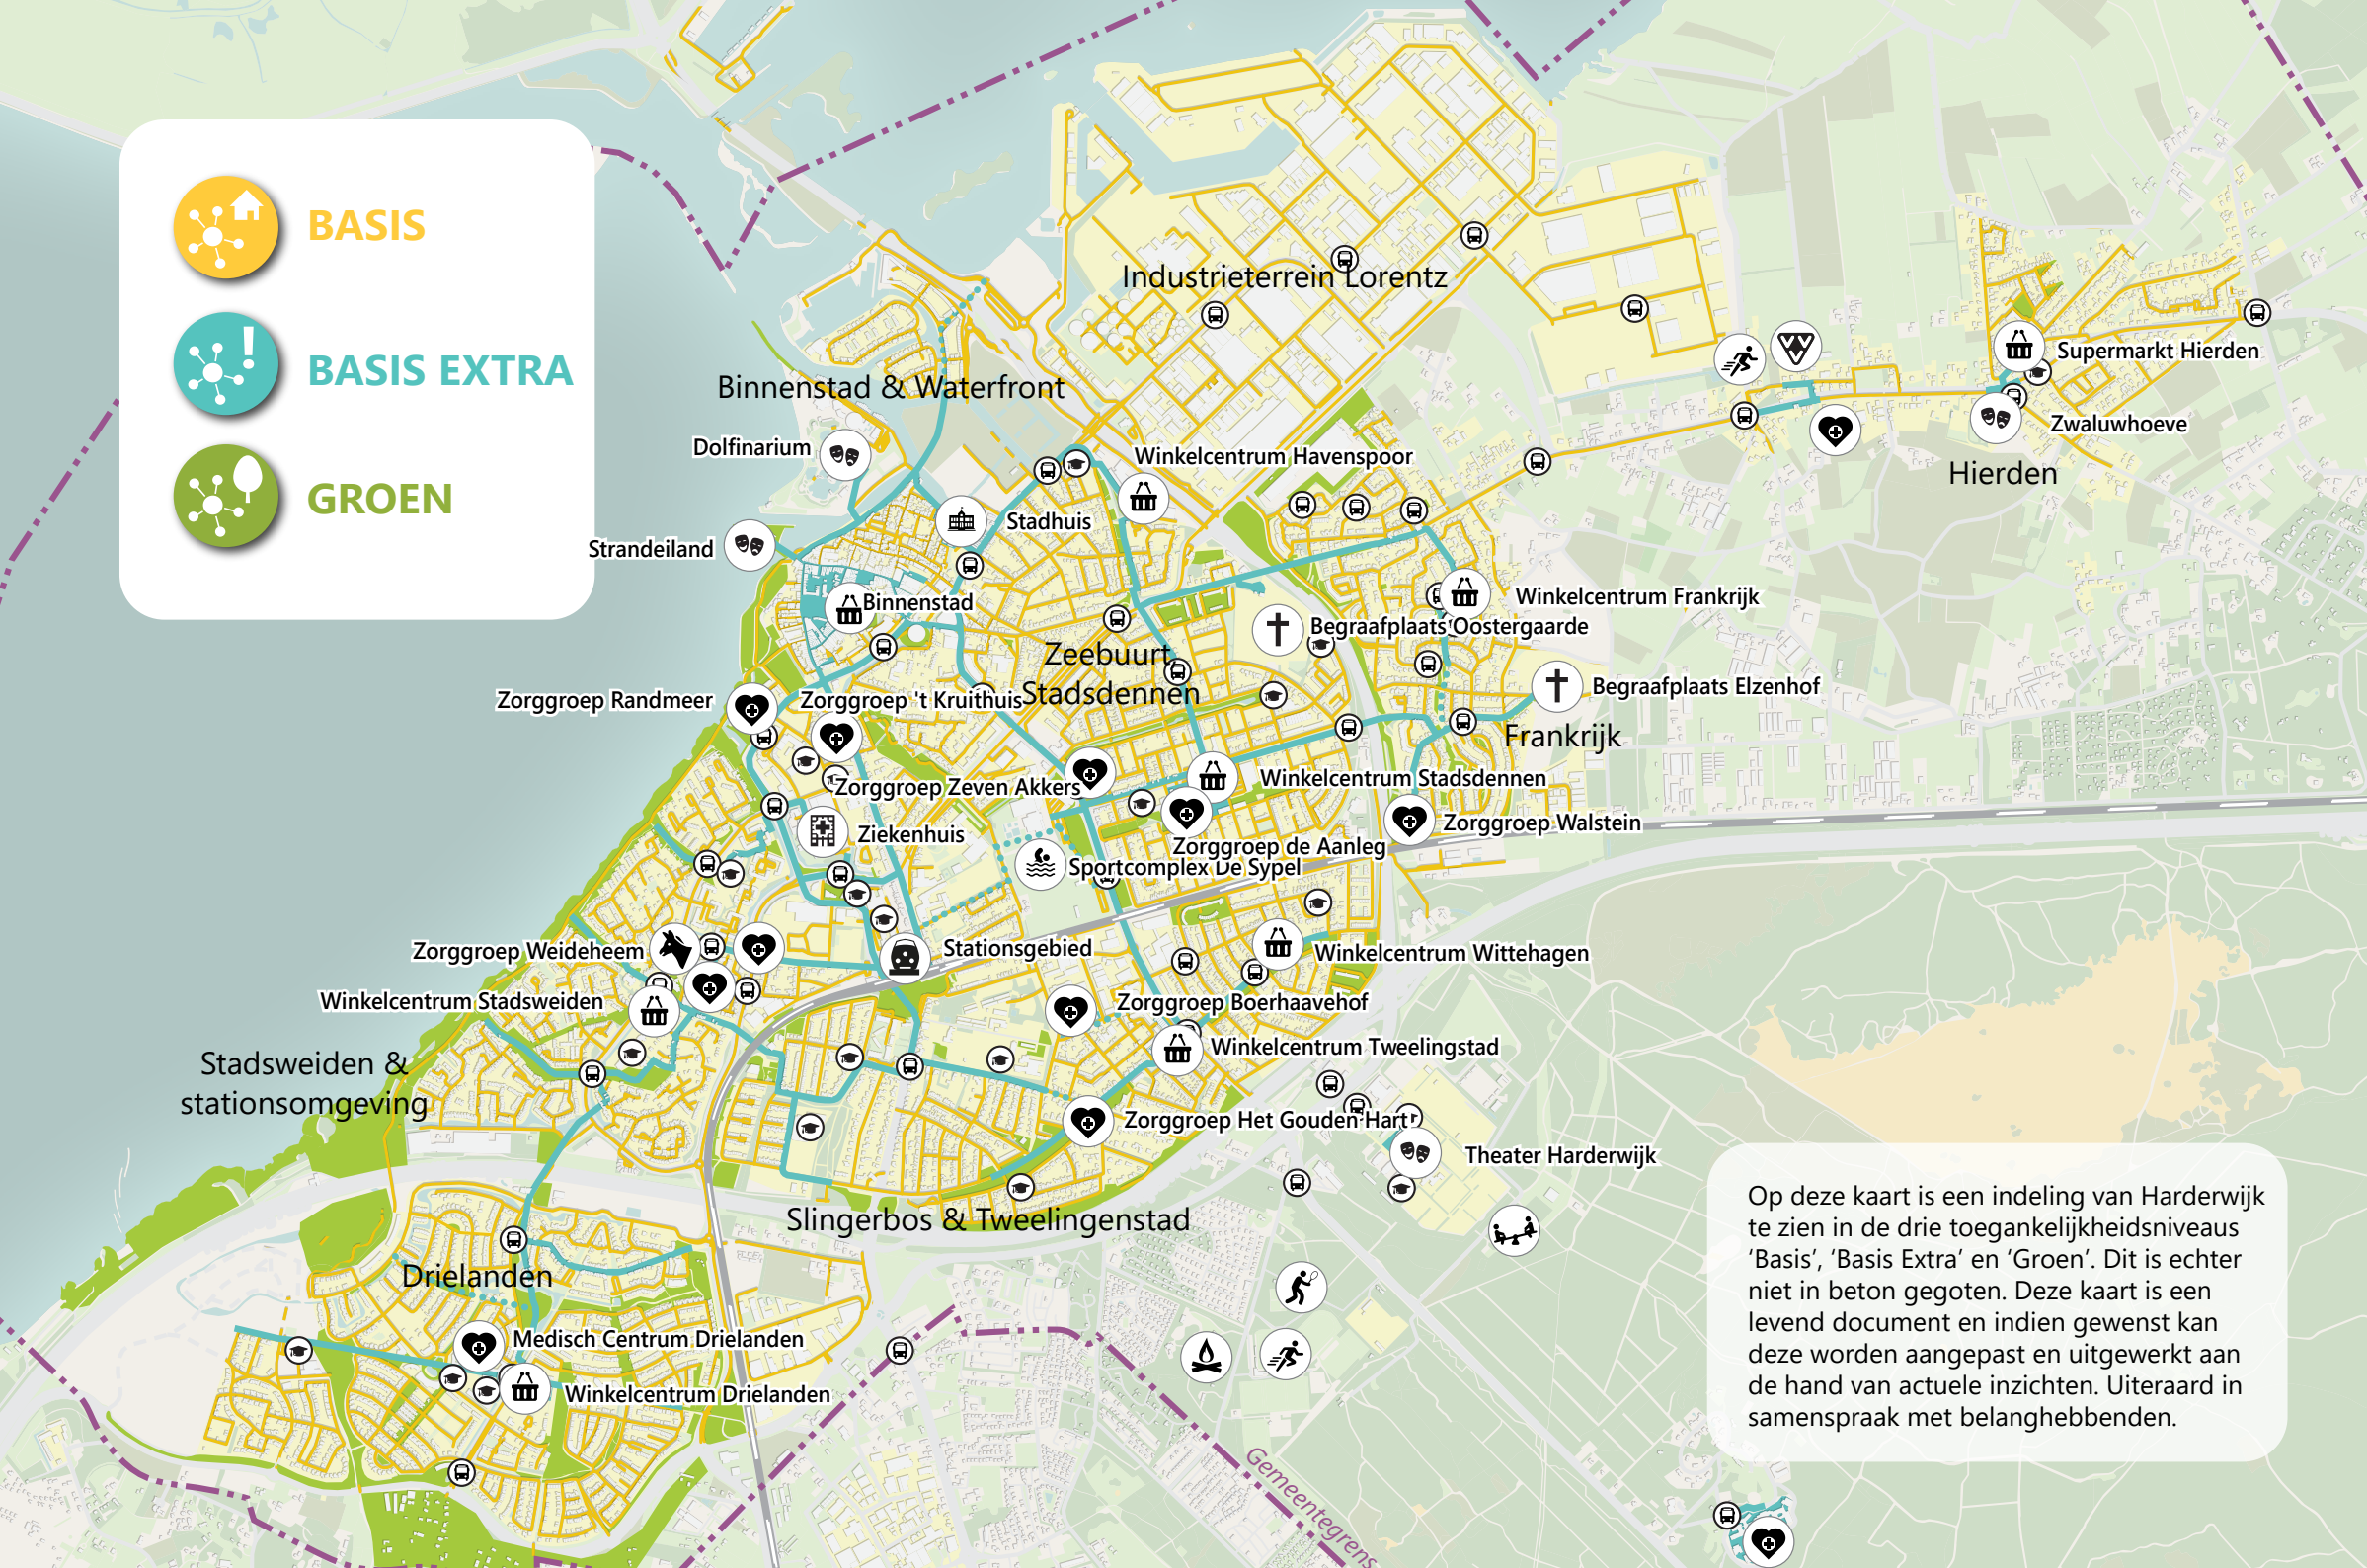 BASIS
BASIS EXTRA
GROEN
Industrieterrein Lorentz
Binnenstad & Waterfront
Dolfinarium
Winkelcentrum Havenspoor
Supermarkt Hierden
Zwaluwhoeve
Hierden
Stadhuis
Strandeiland
Binnenstad
Winkelcentrum Frankrijk
Begraafplaats Oostergaarde
Zeebuurt
Stadsdennen
Zorggroep Randmeer
Zorggroep 't Kruithuis
Begraafplaats Elzenhof
Frankrijk
Zorggroep Zeven Akkers
Winkelcentrum Stadsdennen
Ziekenhuis
Zorggroep Walstein
Zorggroep de Aanleg
Sportcomplex De Sypel
Zorggroep Weideheem
Stationsgebied
Winkelcentrum Wittehagen
Winkelcentrum Stadsweiden
Zorggroep Boerhaavehof
Winkelcentrum Tweelingstad
Stadsweiden &
stationsomgeving
Zorggroep Het Gouden Hart
Theater Harderwijk
Slingerbos & Tweelingenstad
Drielanden
Medisch Centrum Drielanden
Winkelcentrum Drielanden
Op deze kaart is een indeling van Harderwijk
te zien in de drie toegankelijkheidsniveaus
‘Basis’, ‘Basis Extra’ en ‘Groen’. Dit is echter
niet in beton gegoten. Deze kaart is een
levend document en indien gewenst kan
deze worden aangepast en uitgewerkt aan
de hand van actuele inzichten. Uiteraard in
samenspraak met belanghebbenden.
Gemeentegrens